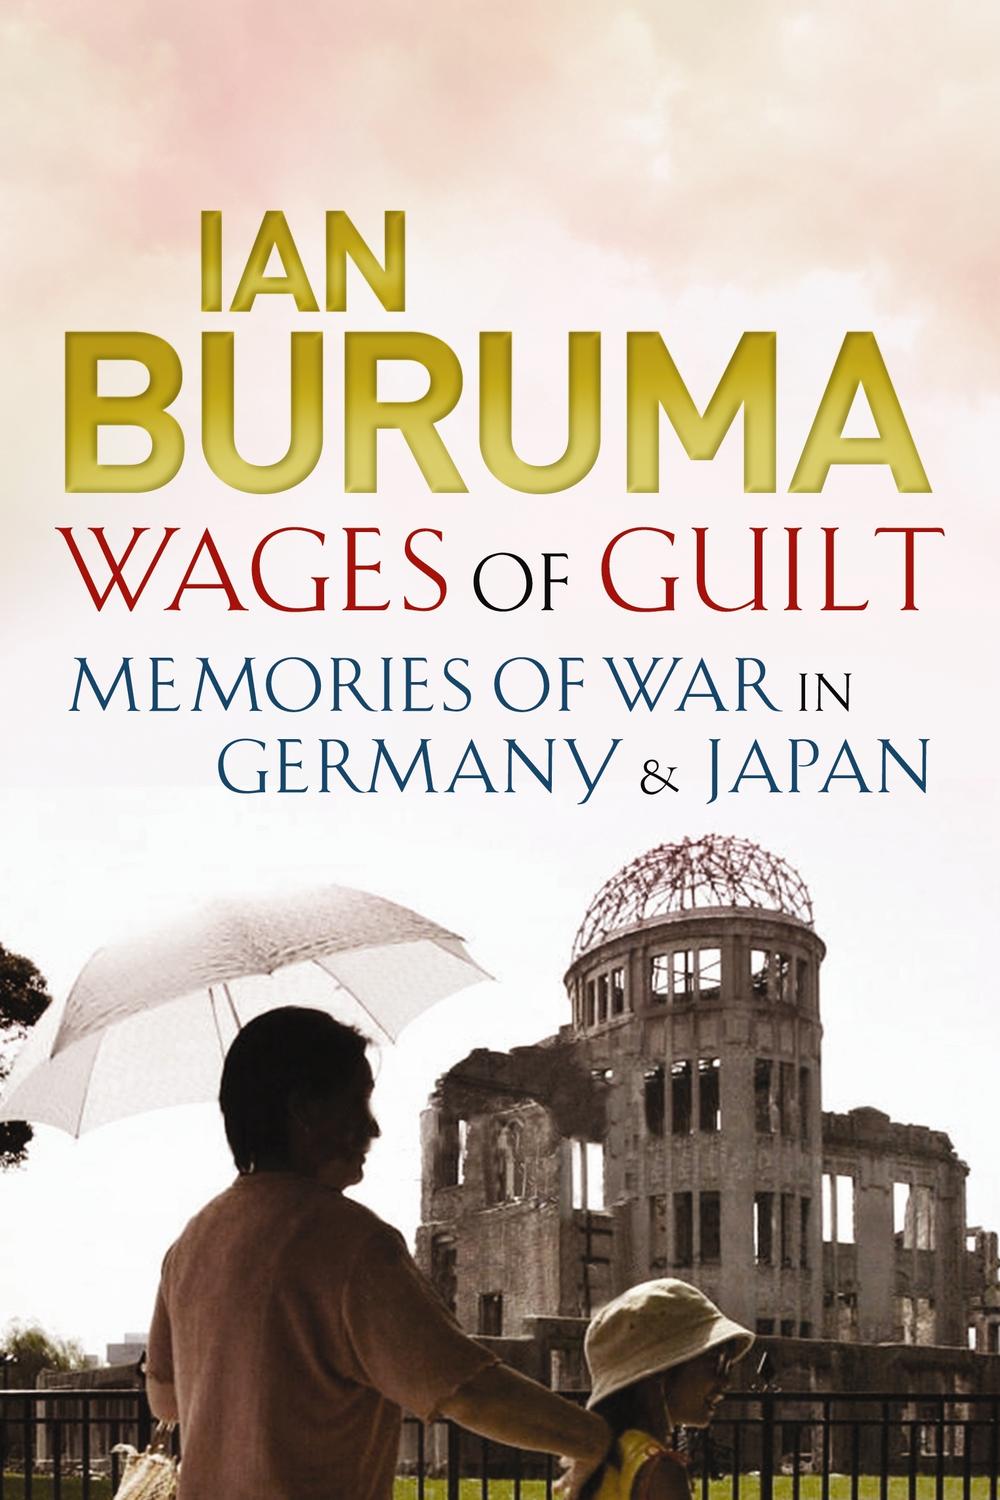 IAN
BURUMA
WAGES OF GUILT
MEMORIES OF WAR IN
GERMANY & JAPAN